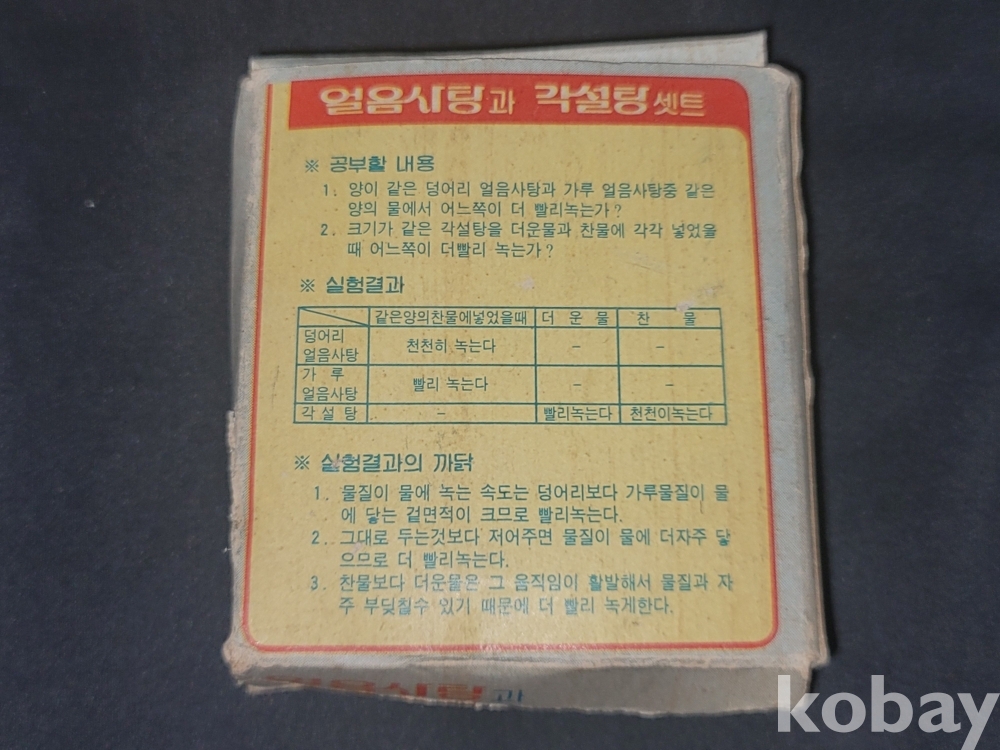 얼음사탕과 각설탕 셋트
※ 공부할 내용
1. 양이 같은 덩어리 얼음사탕과 가루 얼음사탕중 같은
양의 물에서 어느쪽이 더 빨리녹는가?
2. 크기가 같은 각설탕을 더운물과 찬물에 각각 넣었을
때 어느쪽이 더빨리 녹는가?
※ 실험결과
같은양의찬물에넣었을때 더 운 물 찬 물
덩어리
얼음사탕 천천히 녹는다 - -
가 루
얼음사탕 빨리 녹는다 - -
각 설 탕 - 빨리녹는다 천천이녹는다
※ 실험결과의 까닭
1. 물질이 물에 녹는 속도는 덩어리보다 가루물질이 물
에 닿는 겉면적이 크므로 빨리녹는다.
2. 그대로 두는것보다 저어주면 물질이 물에 더자주 닿
으므로 더 빨리녹는다.
3. 찬물보다 더운물은 그 움직임이 활발해서 물질과 자
주 부딪칠수 있기 때문에 더 빨리 녹게한다.
얼음사탕과
kobay